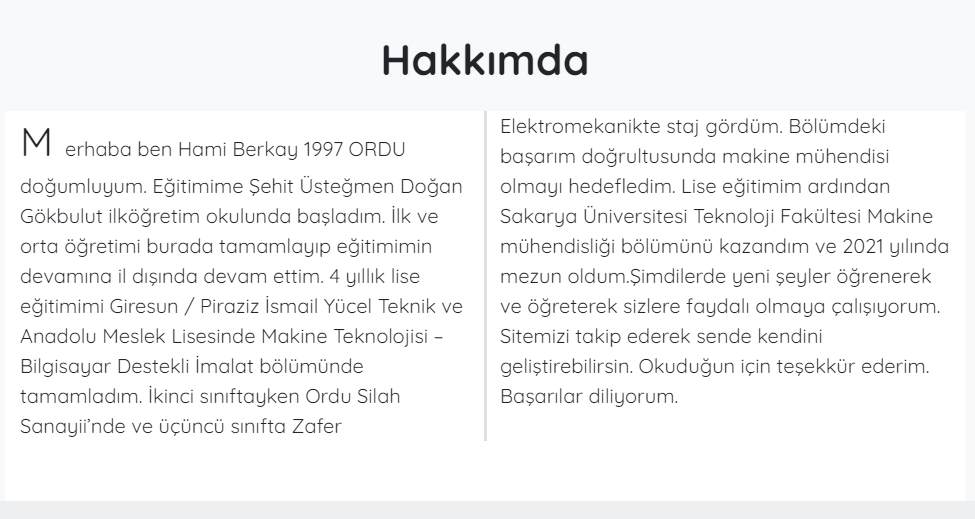 Hakkımda
Merhaba ben Hami Berkay 1997 ORDU
doğumluyum. Eğitimime Şehit Üsteğmen Doğan
Gökbulut ilköğretim okulunda başladım. İlk ve
orta öğretimi burada tamamlayıp eğitimimin
devamına il dışında devam ettim. 4 yıllık lise
eğitimimi Giresun / Piraziz İsmail Yücel Teknik ve
Anadolu Meslek Lisesinde Makine Teknolojisi –
Bilgisayar Destekli İmalat bölümünde
tamamladım. İkinci sınıftayken Ordu Silah
Sanayii’nde ve üçüncü sınıfta Zafer
Elektromekanikte staj gördüm. Bölümdeki
başarım doğrultusunda makine mühendisi
olmayı hedefledim. Lise eğitimim ardından
Sakarya Üniversitesi Teknoloji Fakültesi Makine
mühendisliği bölümünü kazandım ve 2021 yılında
mezun oldum.Şimdilerde yeni şeyler öğrenerek
ve öğreterek sizlere faydalı olmaya çalışıyorum.
Sitemizi takip ederek sende kendini
geliştirebilirsin. Okuduğun için teşekkür ederim.
Başarılar diliyorum.